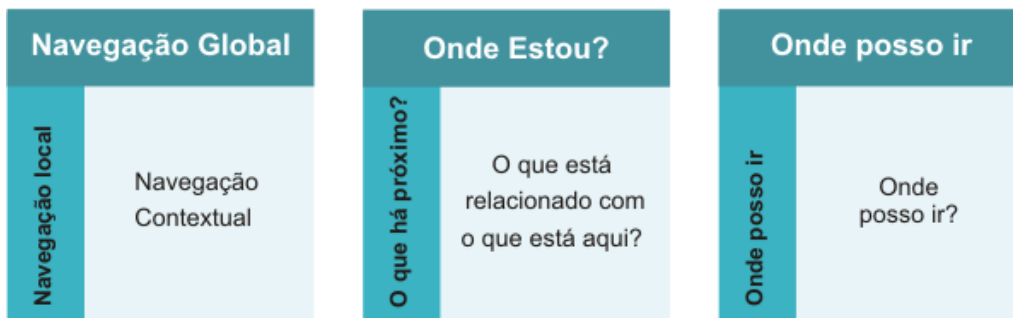 Navegação Global
Navegação local
Navegação
Contextual
Onde Estou?
O que há próximo?
O que está
relacionado com
o que está aqui?
Onde posso ir
Onde posso ir
Onde
posso ir?